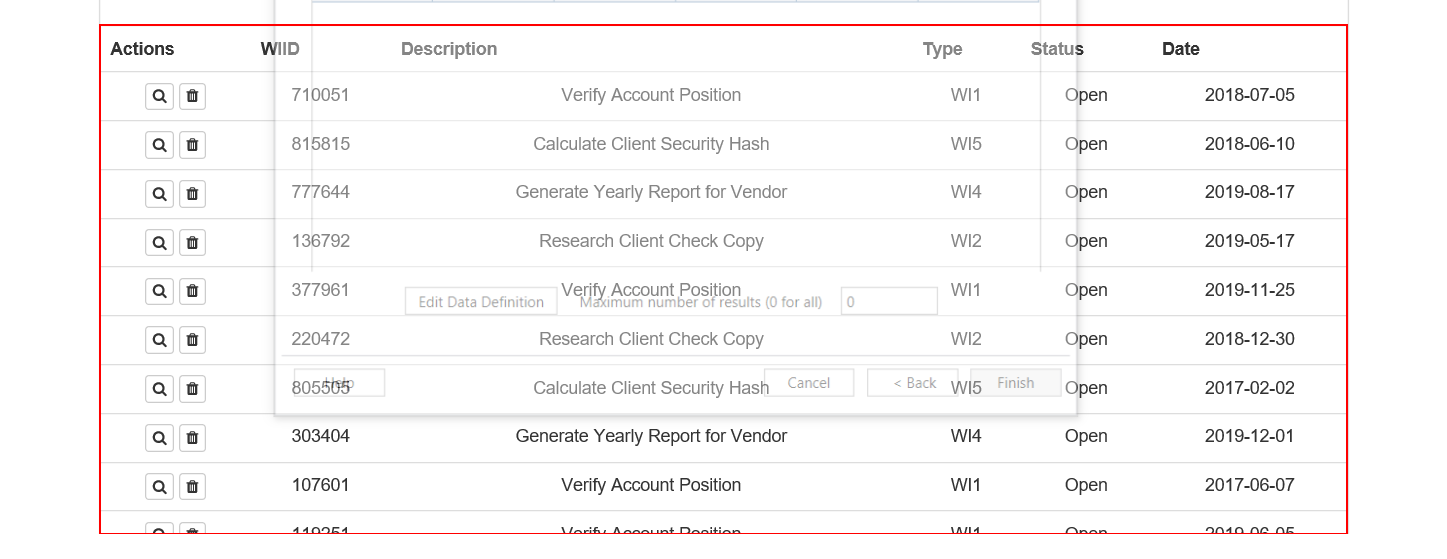 Actions WIID Description Type Status Date
710051 Verify Account Position WI1 Open 2018-07-05
815815 Calculate Client Security Hash WI5 Open 2018-06-10
777644 Generate Yearly Report for Vendor WI4 Open 2019-08-17
136792 Research Client Check Copy WI2 Open 2019-05-17
377961 Verify Account Position WI1 Open 2019-11-25
Edit Data Definition Maximum number of results (0 for all) 0
220472 Research Client Check Copy WI2 Open 2018-12-30
Help Cancel < Back Finish
805505 Calculate Client Security Hash WI5 Open 2017-02-02
303404 Generate Yearly Report for Vendor WI4 Open 2019-12-01
107601 Verify Account Position WI1 Open 2017-06-07
119251 Verify Account Position WI1 Open 2019-06-05